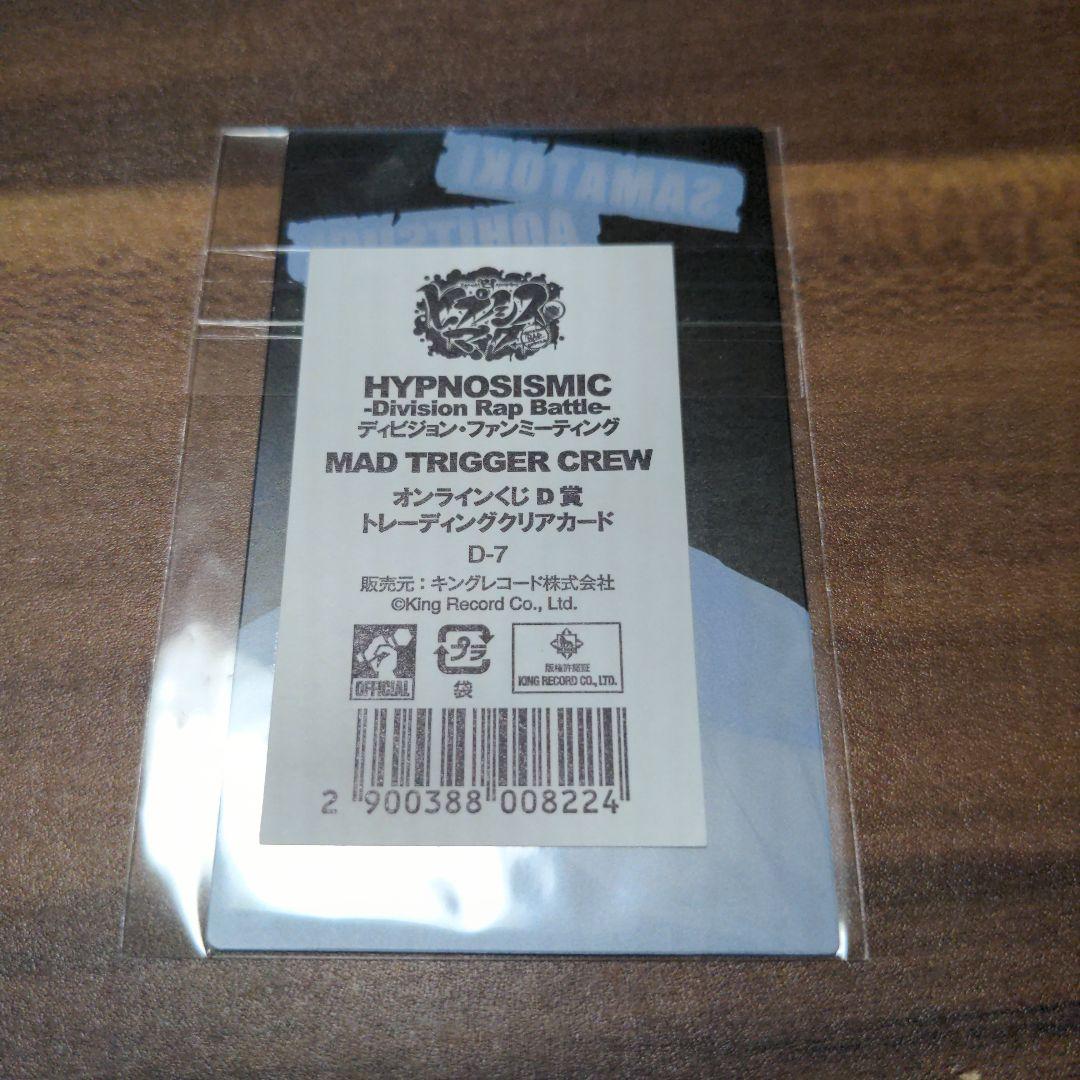 SAMATOKI
AOHITSUGI
ヒプノシス
マイク
HYPNOSISMIC
-Division Rap Battle-
ディビジョン・ファンミーティング
MAD TRIGGER CREW
オンラインくじ D 賞
トレーディングクリアカード
D-7
販売元：キングレコード株式会社
©King Record Co., Ltd.
OFFICIAL
プラ
袋
版権許諾証
KING RECORD CO., LTD.
2 900388 008224